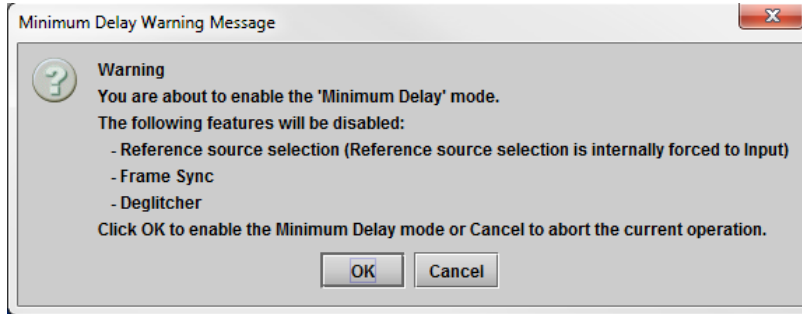 Minimum Delay Warning Message
Warning
You are about to enable the 'Minimum Delay' mode.
The following features will be disabled:
- Reference source selection (Reference source selection is internally forced to Input)
- Frame Sync
- Deglitcher
Click OK to enable the Minimum Delay mode or Cancel to abort the current operation.
OK Cancel